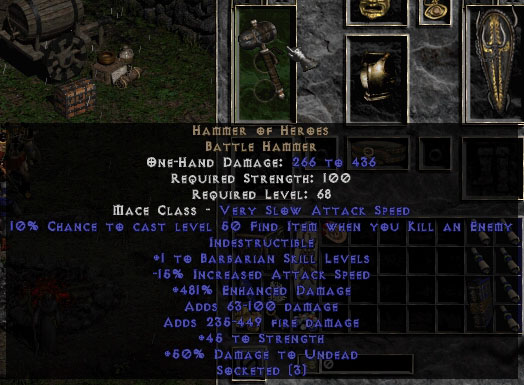 Hammer of Heroes
Battle Hammer
One-Hand Damage: 266 to 436
Required Strength: 100
Required Level: 68
Mace Class - Very Slow Attack Speed
10% Chance to cast level 50 Find Item when you Kill an Enemy
Indestructible
+1 to Barbarian Skill Levels
-15% Increased Attack Speed
+481% Enhanced Damage
Adds 63-100 damage
Adds 235-449 fire damage
+45 to Strength
+50% Damage to Undead
Socketed (3)